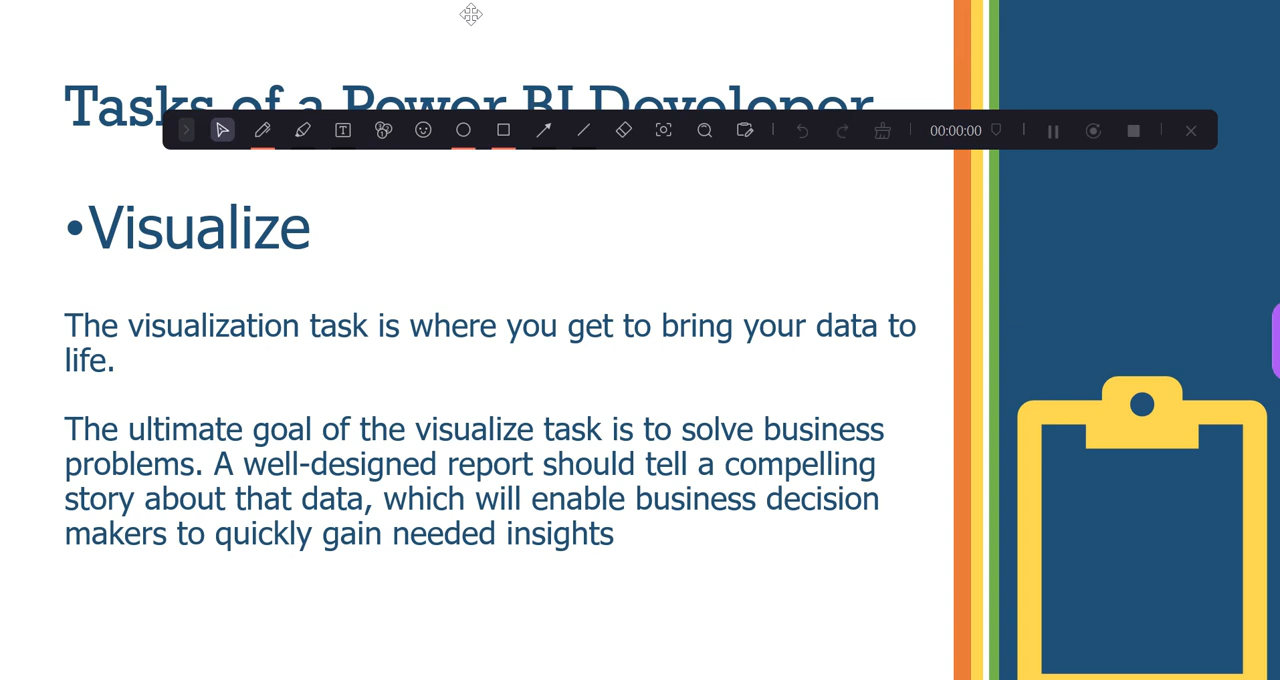 Tasks of a Power BI Developer
00:00:00
•Visualize
The visualization task is where you get to bring your data to
life.
The ultimate goal of the visualize task is to solve business
problems. A well-designed report should tell a compelling
story about that data, which will enable business decision
makers to quickly gain needed insights